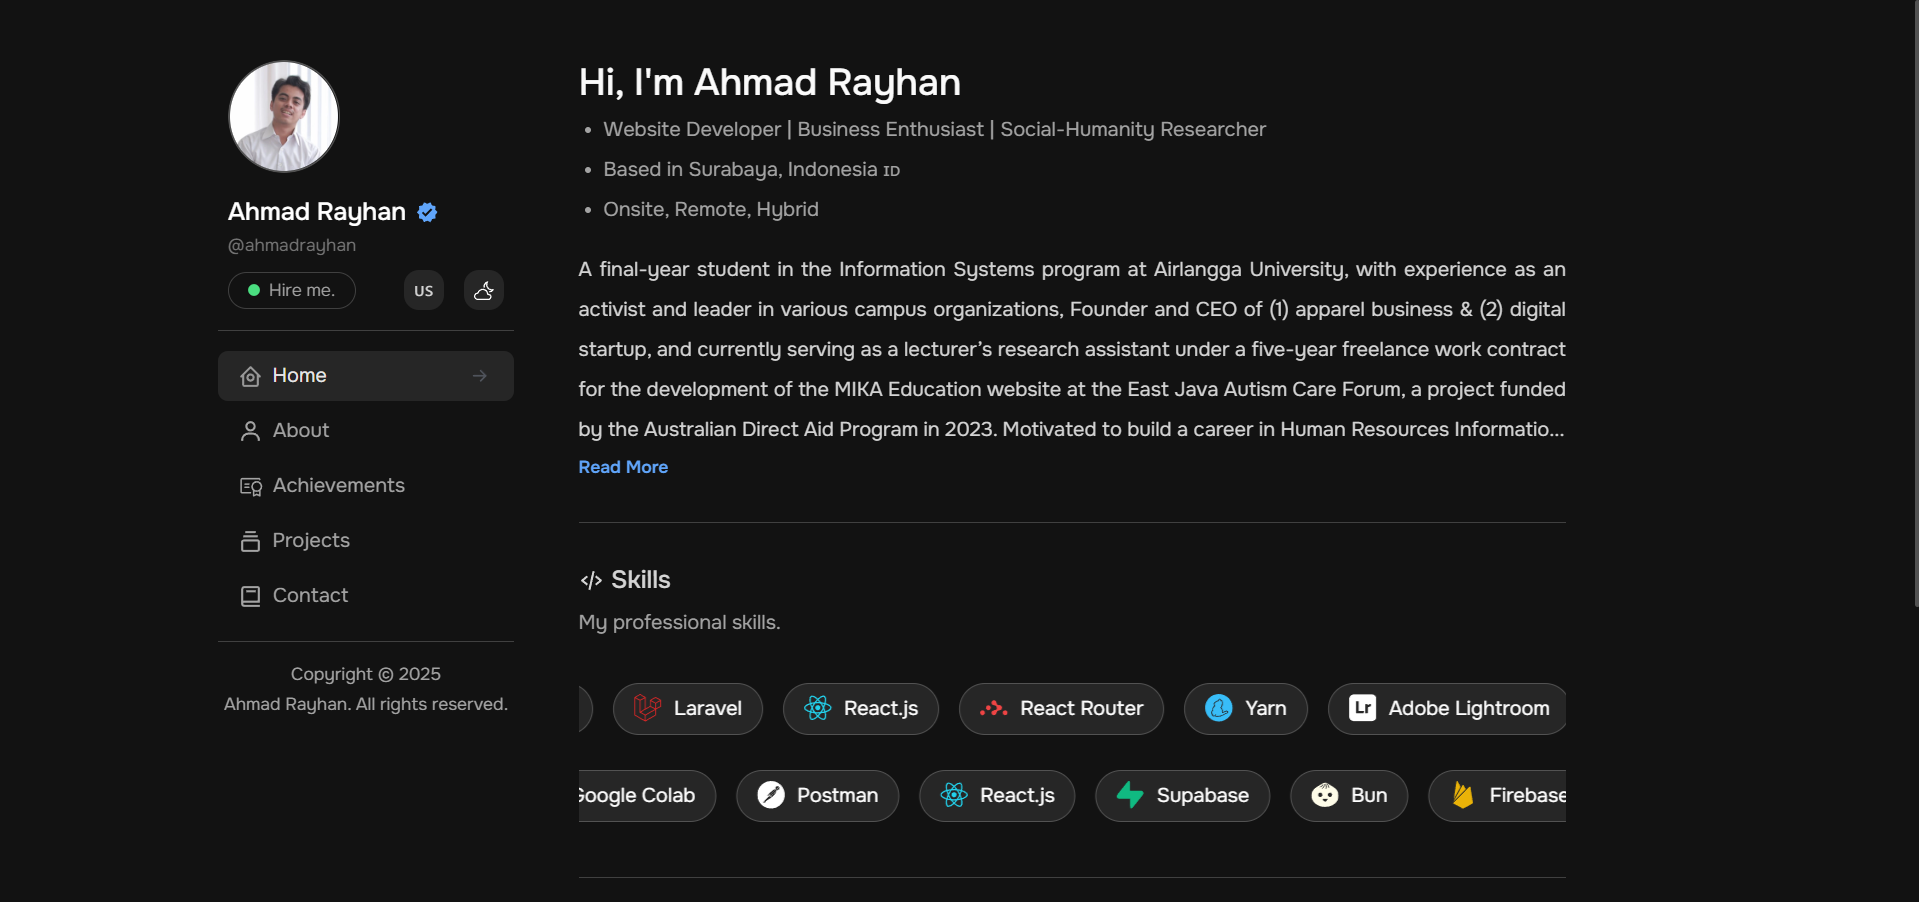 Ahmad Rayhan
@ahmadrayhan
Hire me.
US
Home
About
Achievements
Projects
Contact
Copyright © 2025
Ahmad Rayhan. All rights reserved.
Hi, I'm Ahmad Rayhan
Website Developer | Business Enthusiast | Social-Humanity Researcher
Based in Surabaya, Indonesia ID
Onsite, Remote, Hybrid
A final-year student in the Information Systems program at Airlangga University, with experience as an
activist and leader in various campus organizations, Founder and CEO of (1) apparel business & (2) digital
startup, and currently serving as a lecturer’s research assistant under a five-year freelance work contract
for the development of the MIKA Education website at the East Java Autism Care Forum, a project funded
by the Australian Direct Aid Program in 2023. Motivated to build a career in Human Resources Informatio...
Read More
</> Skills
My professional skills.
Laravel React.js React Router Yarn Lr Adobe Lightroom
Google Colab Postman React.js Supabase Bun Firebase